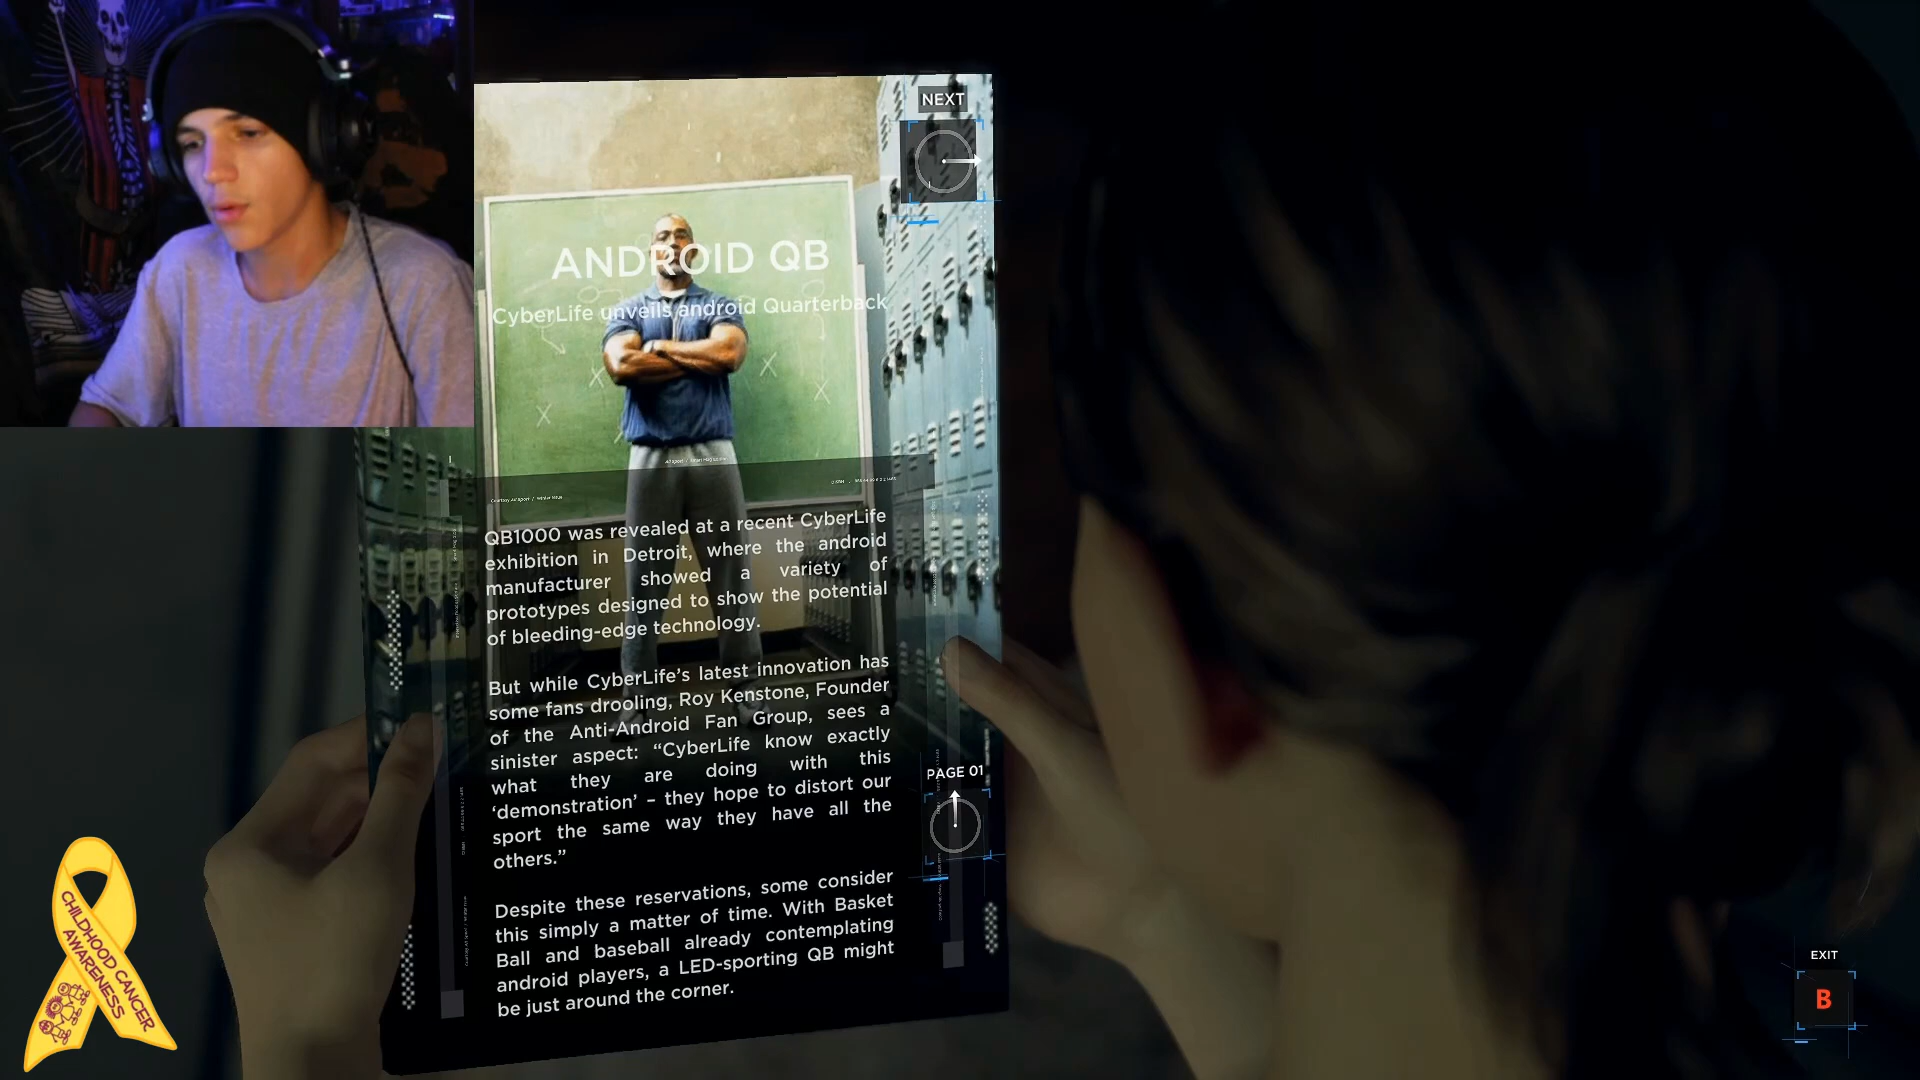 NEXT
ANDROID QB
CyberLife unveils android Quarterback
QB1000 was revealed at a recent CyberLife
exhibition in Detroit, where the android
manufacturer showed a variety of
prototypes designed to show the potential
of bleeding-edge technology.
But while CyberLife's latest innovation has
some fans drooling, Roy Kenstone, Founder
of the Anti-Android Fan Group, sees a
sinister aspect: “CyberLife know exactly
what they are doing with this
‘demonstration’ – they hope to distort our
sport the same way they have all the
others.”
Despite these reservations, some consider
this simply a matter of time. With Basket
Ball and baseball already contemplating
android players, a LED-sporting QB might
be just around the corner.
PAGE 01
EXIT
B
CHILDHOOD CANCER
AWARENESS